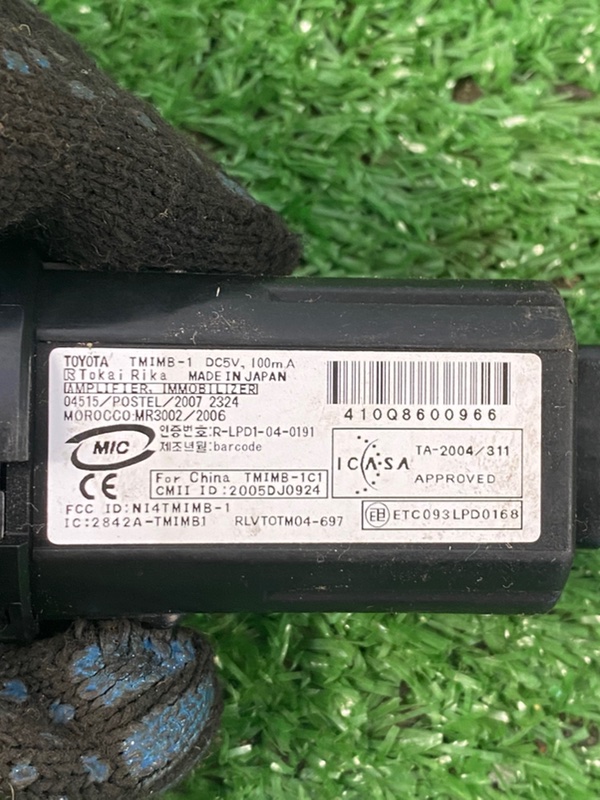 TOYOTA TMIMB-1 DC5V, 100mA
R Tokai Rika MADE IN JAPAN
AMPLIFIER, IMMOBILIZER
04515/POSTEL/2007 2324
MOROCCO:MR3002/2006
410Q8600966
MIC
인증번호:R-LPD1-04-0191
제조년월:barcode
ICASA
TA-2004/311
APPROVED
CE
For China TMIMB-1C1
CMII ID:2005DJ0924
FCC ID:NI4TMIMB-1
IC:2842A-TMIMB1 RLVTOTM04-697
ETC093LPD0168